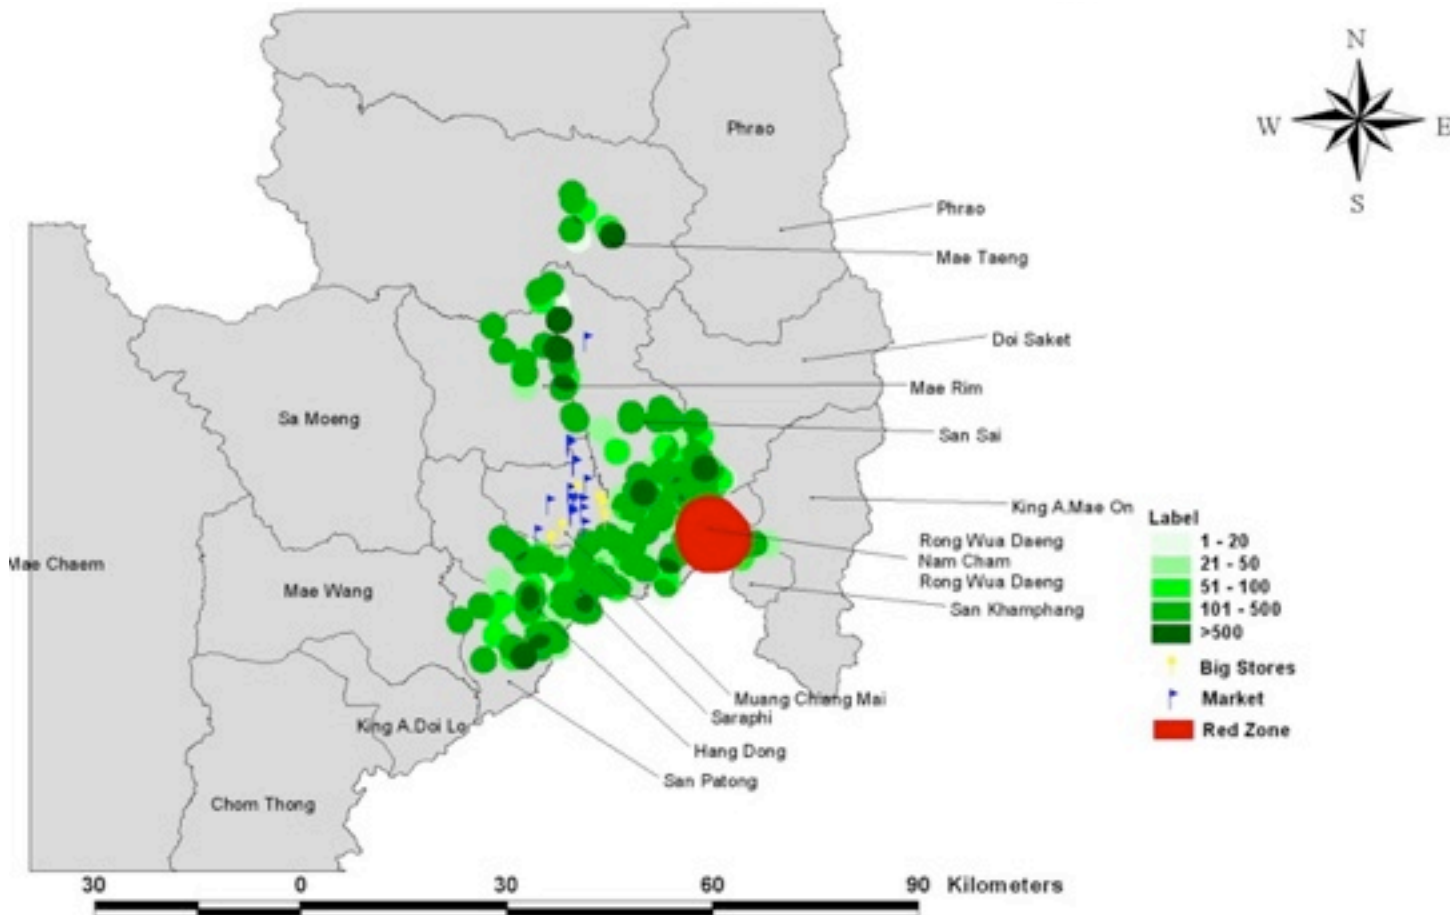 N
W
E
S
Phrao
Phrao
Mae Taeng
Doi Saket
Mae Rim
Sa Moeng
San Sai
King A.Mae On
Rong Wua Daeng
Nam Cham
Rong Wua Daeng
San Khamphang
Mae Chaem
Mae Wang
Muang Chiang Mai
Saraphi
King A.Doi Lo
Hang Dong
San Patong
Chom Thong
Label
1 - 20
21 - 50
51 - 100
101 - 500
>500
Big Stores
Market
Red Zone
30 0 30 60 90 Kilometers